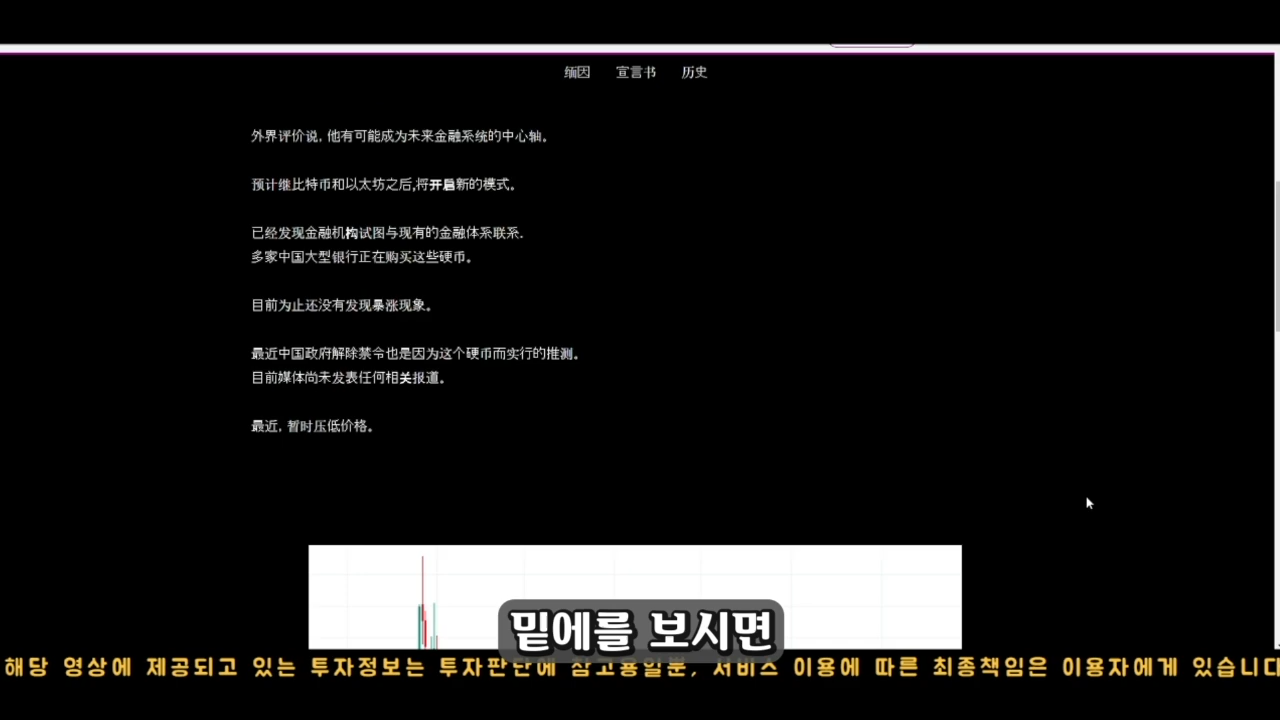 缅因 宣言书 历史
外界评价说, 他有可能成为未来金融系统的中心轴。
预计继比特币和以太坊之后,将开启新的模式。
已经发现金融机构试图与现有的金融体系联系.
多家中国大型银行正在购买这些硬币。
目前为止还没有发现暴涨现象。
最近中国政府解除禁令也是因为这个硬币而实行的推测。
目前媒体尚未发表任何相关报道。
最近, 暂时压低价格。
밑에를 보시면
해당 영상에 제공되고 있는 투자정보는 투자판단에 참고용일뿐, 서비스 이용에 따른 최종책임은 이용자에게 있습니다